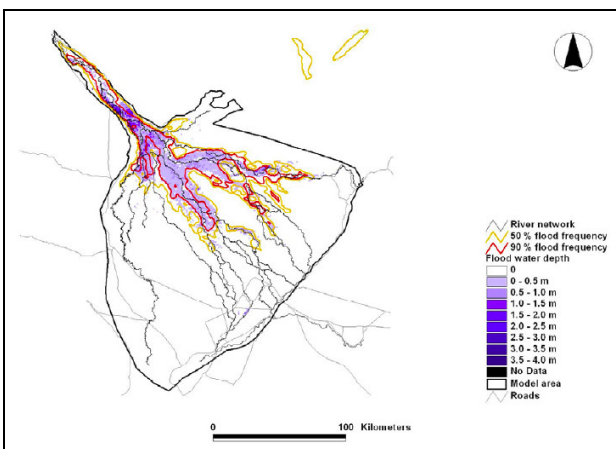 River network
50 % flood frequency
90 % flood frequency
Flood water depth
0
0 - 0.5 m
0.5 - 1.0 m
1.0 - 1.5 m
1.5 - 2.0 m
2.0 - 2.5 m
2.5 - 3.0 m
3.0 - 3.5 m
3.5 - 4.0 m
No Data
Model area
Roads
0 100 Kilometers